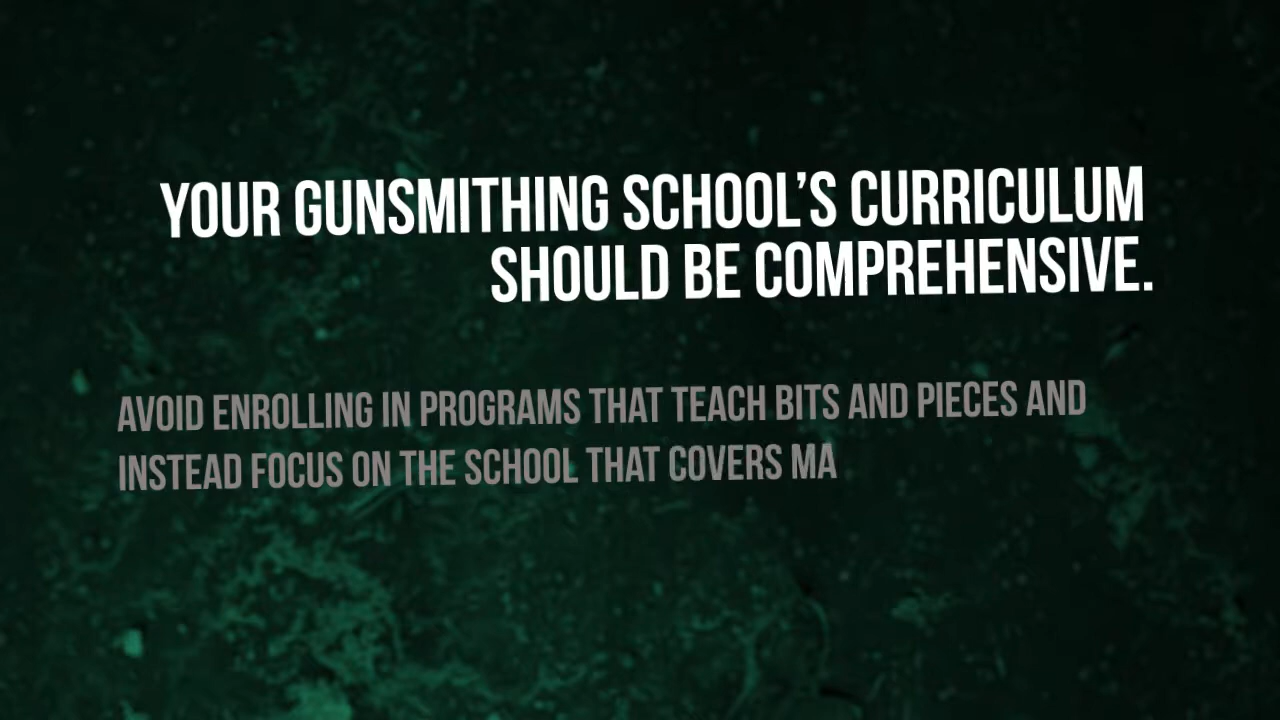 YOUR GUNSMITHING SCHOOL'S CURRICULUM
SHOULD BE COMPREHENSIVE.
AVOID ENROLLING IN PROGRAMS THAT TEACH BITS AND PIECES AND
INSTEAD FOCUS ON THE SCHOOL THAT COVERS MA